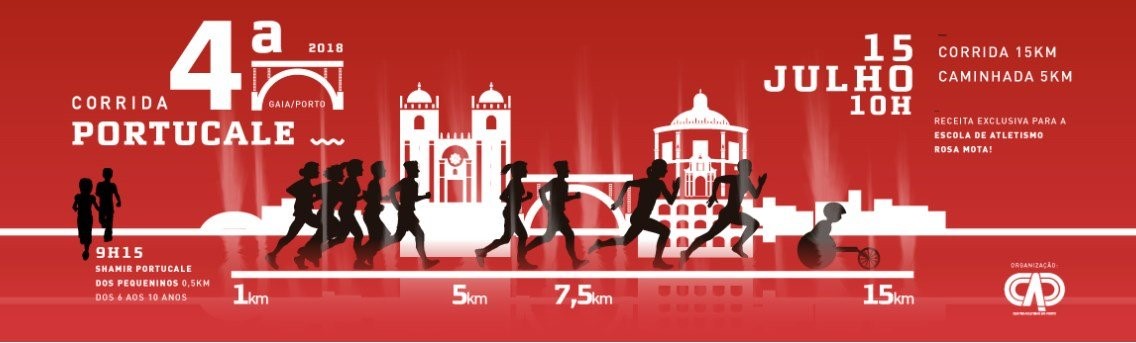 4ª
2018
GAIA/PORTO
CORRIDA
PORTUCALE
15
JULHO
10H
CORRIDA 15KM
CAMINHADA 5KM
RECEITA EXCLUSIVA PARA A
ESCOLA DE ATLETISMO
ROSA MOTA!
9H15
SHAMIR PORTUCALE
DOS PEQUENINOS 0,5KM
DOS 6 AOS 10 ANOS
1km
5km
7,5km
15km
ORGANIZAÇÃO:
CAP